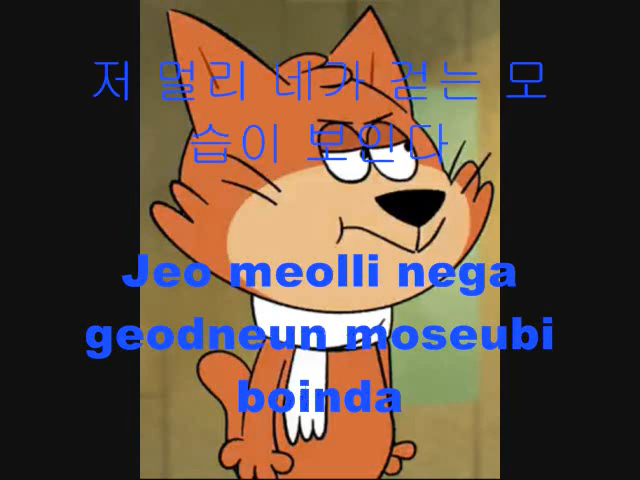 저 멀리 네가 걷는 모
습이 보인다
Jeo meolli nega
geodneun moseubi
boinda